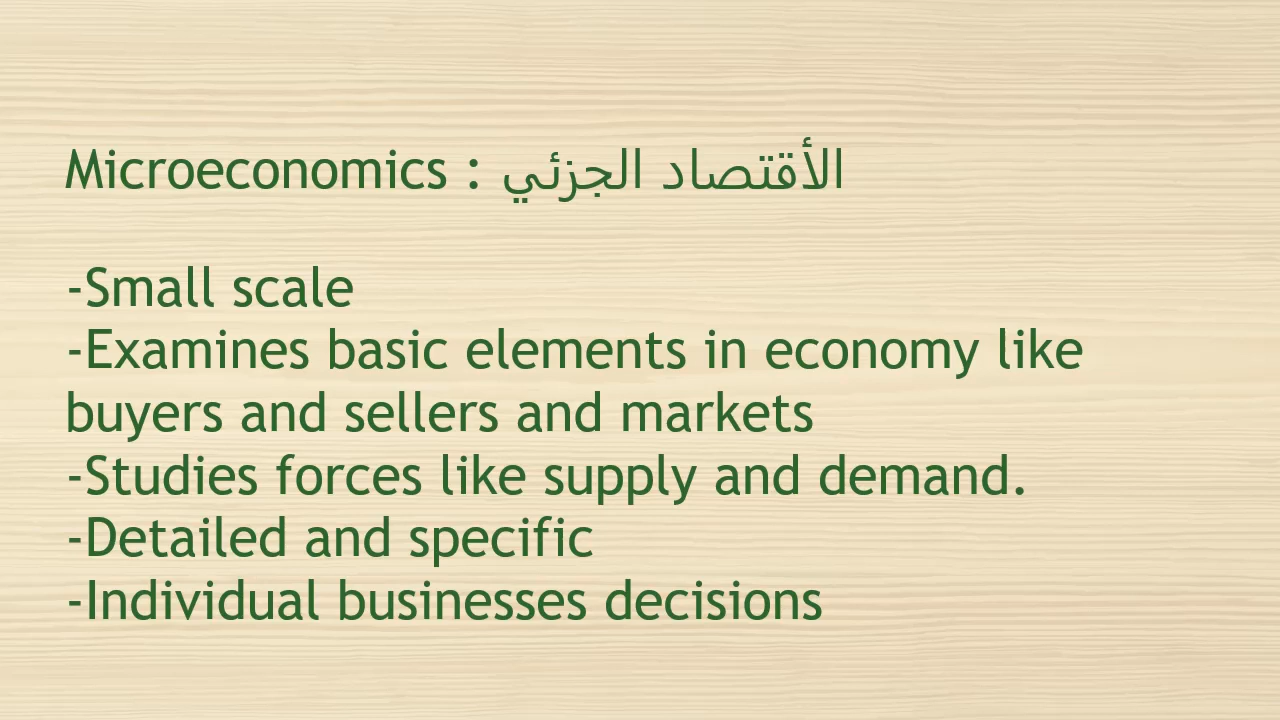 Microeconomics : الأقتصاد الجزئي
-Small scale
-Examines basic elements in economy like
buyers and sellers and markets
-Studies forces like supply and demand.
-Detailed and specific
-Individual businesses decisions